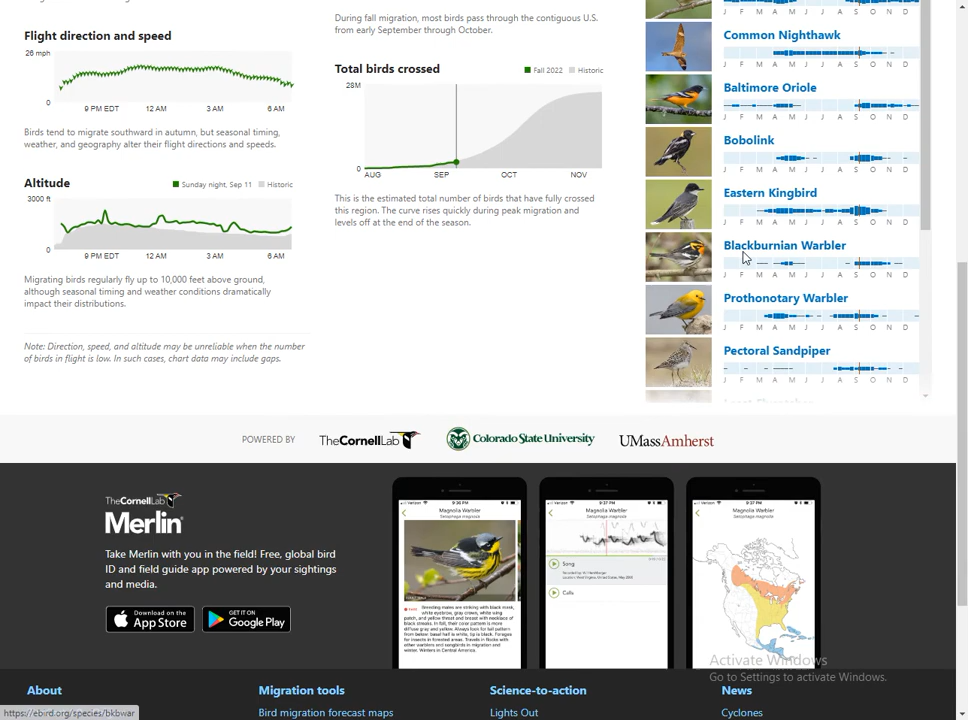 Flight direction and speed
26 mph
0
9 PM EDT 12 AM 3 AM 6 AM
Birds tend to migrate southward in autumn, but seasonal timing,
weather, and geography alter their flight directions and speeds.
Altitude
Sunday night, Sep 11 Historic
3000 ft
0
9 PM EDT 12 AM 3 AM 6 AM
Migrating birds regularly fly up to 10,000 feet above ground,
although seasonal timing and weather conditions dramatically
impact their distributions.
Note: Direction, speed, and altitude may be unreliable when the number
of birds in flight is low. In such cases, chart data may include gaps.
During fall migration, most birds pass through the contiguous U.S.
from early September through October.
Total birds crossed
Fall 2022 Historic
28M
0
AUG SEP OCT NOV
This is the estimated total number of birds that have fully crossed
this region. The curve rises quickly during peak migration and
levels off at the end of the season.
J F M A M J J A S O N D
Common Nighthawk
J F M A M J J A S O N D
Baltimore Oriole
J F M A M J J A S O N D
Bobolink
J F M A M J J A S O N D
Eastern Kingbird
J F M A M J J A S O N D
Blackburnian Warbler
J F M A M J J A S O N D
Prothonotary Warbler
J F M A M J J A S O N D
Pectoral Sandpiper
J F M A M J J A S O N D
POWERED BY
TheCornellLab
Colorado State University
UMassAmherst
TheCornellLab
Merlin
Take Merlin with you in the field! Free, global bird
ID and field guide app powered by your sightings
and media.
Download on the
App Store
GET IT ON
Google Play
Magnolia Warbler
Magnolia Warbler
Song
Calls
Magnolia Warbler
Activate Windows
Go to Settings to activate Windows.
About
Migration tools
Bird migration forecast maps
Science-to-action
Lights Out
News
Cyclones
https://ebird.org/species/bkbwar